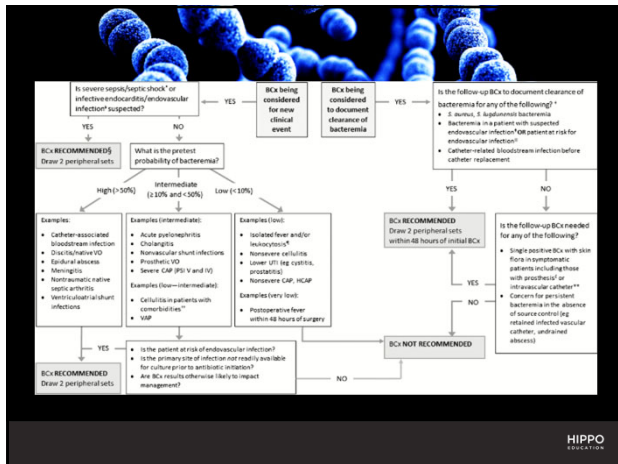 Is severe sepsis/septic shock* or
infective endocarditis/endovascular
infection⁺ suspected?
YES
BCx being
considered
for new
clinical
event
BCx being
considered
to document
clearance of
bacteremia
YES
Is the follow-up BCx to document clearance of
bacteremia for any of the following?
• S. aureus, S. lugdunensis bacteremia
• Bacteremia in a patient with suspected
endovascular infection OR patient at risk for
endovascular infection
• Catheter-related bloodstream infection before
catheter replacement
YES
NO
BCx RECOMMENDED§
Draw 2 peripheral sets
What is the pretest
probability of bacteremia?
High (>50%)
Intermediate
(≥10% and <50%)
Low (<10%)
YES
NO
BCx RECOMMENDED
Draw 2 peripheral sets
within 48 hours of initial BCx
Examples:
• Catheter-associated
bloodstream infection
• Discitis/native VO
• Epidural abscess
• Meningitis
• Nontraumatic native
septic arthritis
• Ventriculoatrial shunt
infections
Examples (intermediate):
• Acute pyelonephritis
• Cholangitis
• Nonvascular shunt infections
• Prosthetic VO
• Severe CAP (PSI V and IV)
Examples (low—intermediate):
• Cellulitis in patients with
comorbidities
• VAP
Examples (low):
• Isolated fever and/or
leukocytosis¶
• Nonsevere cellulitis
• Lower UTI (eg cystitis,
prostatitis)
• Nonsevere CAP, HCAP
Examples (very low):
• Postoperative fever
within 48 hours of surgery
Is the follow-up BCx needed
for any of the following?
• Single positive BCx with skin
flora in symptomatic
patients including those
with prosthesis or
intravascular catheter**
• Concern for persistent
bacteremia in the absence
of source control (eg
retained infected vascular
catheter, undrained
abscess)
YES
NO
YES
BCx RECOMMENDED
Draw 2 peripheral sets
• Is the patient at risk of endovascular infection?
• Is the primary site of infection not readily available
for culture prior to antibiotic initiation?
• Are BCx results otherwise likely to impact
management?
NO
BCx NOT RECOMMENDED
HIPPO
EDUCATION